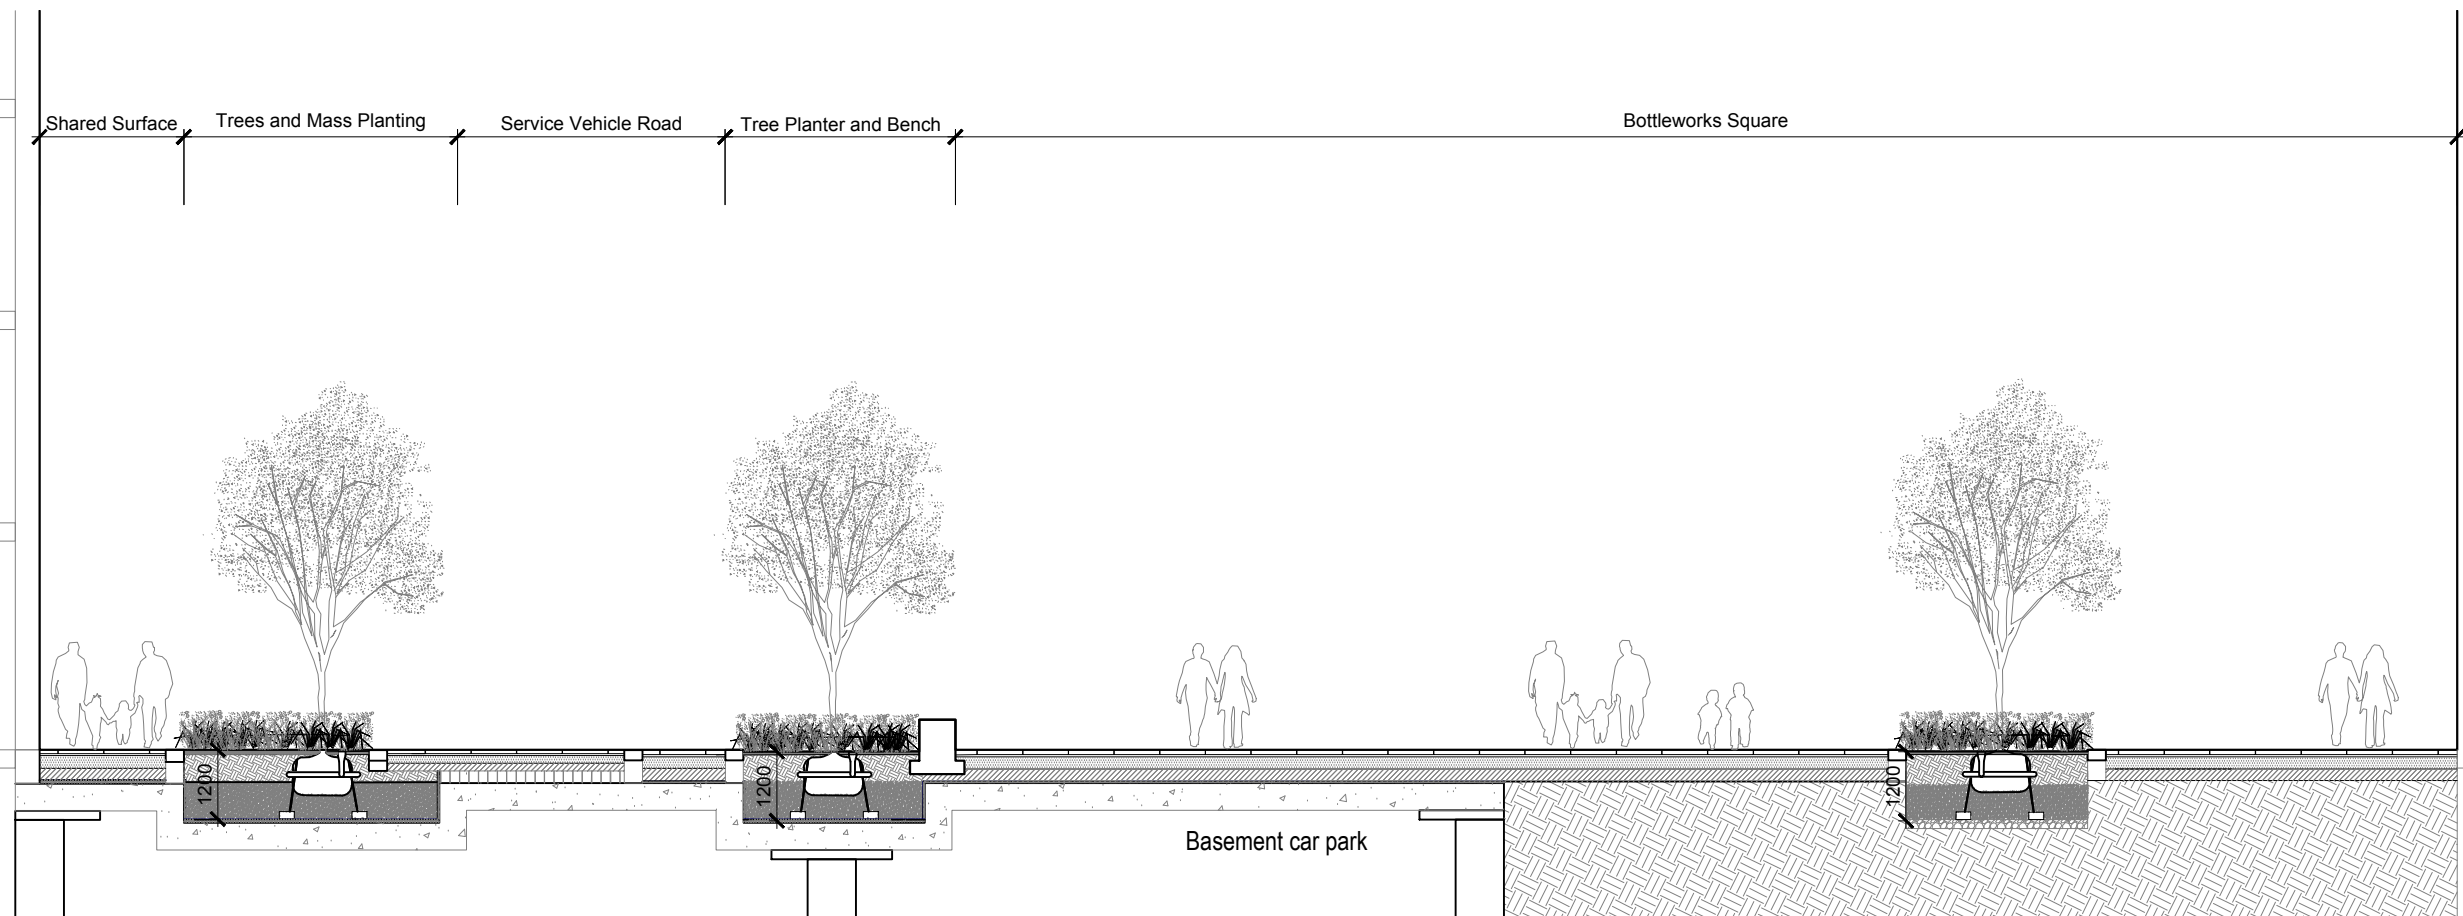 Shared Surface
Trees and Mass Planting
Service Vehicle Road
Tree Planter and Bench
Bottleworks Square
1200
1200
1200
Basement car park